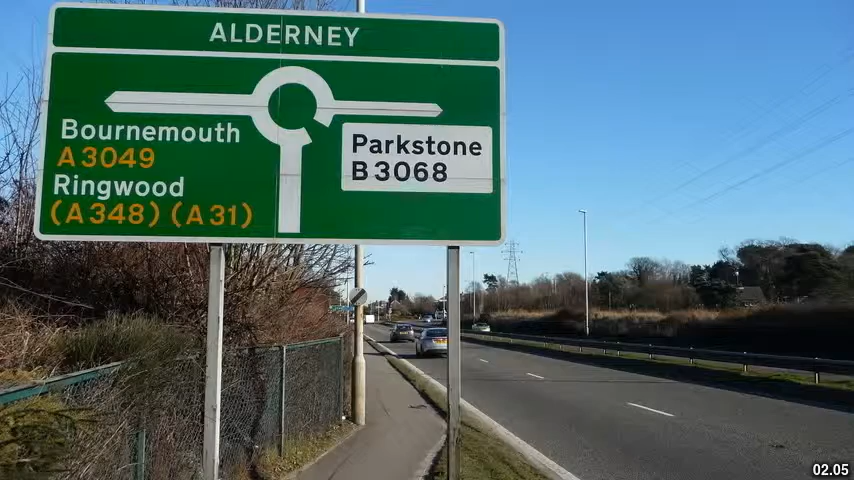 ALDERNEY
Bournemouth
A3049
Ringwood
(A348) (A31)
Parkstone
B3068
02.05